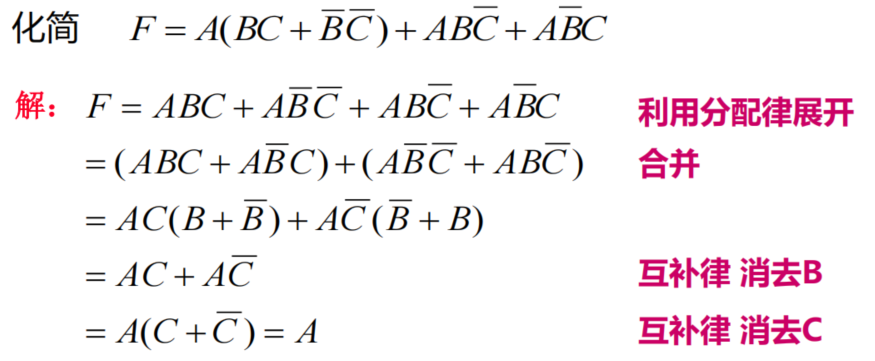 化简 F = A(BC + B̅ C̅) + ABC̅ + AB̅C
解： F = ABC + AB̅ C̅ + ABC̅ + AB̅C 利用分配律展开
= (ABC + AB̅C) + (AB̅C̅ + ABC̅) 合并
= AC(B + B̅) + AC̅(B̅ + B)
= AC + AC̅ 互补律 消去B
= A(C + C̅) = A 互补律 消去C